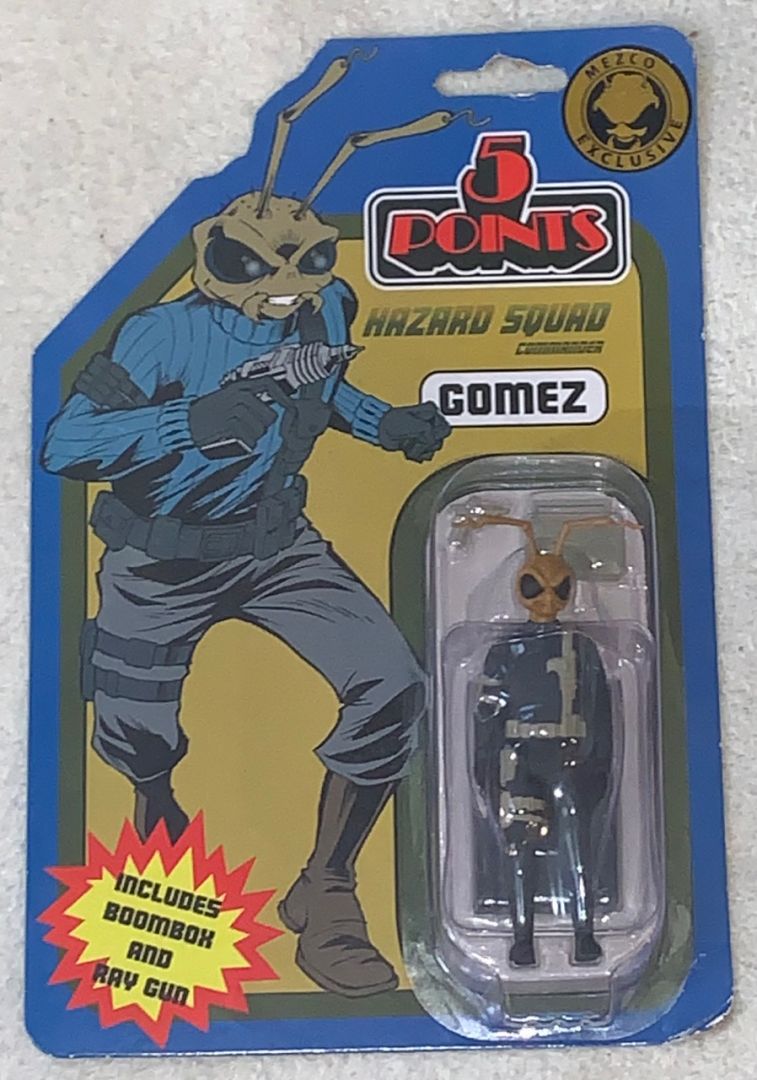 MEZCO
EXCLUSIVE
5
POINTS
HAZARD SQUAD
COMMANDER
GOMEZ
INCLUDES
BOOMBOX
AND
RAY GUN